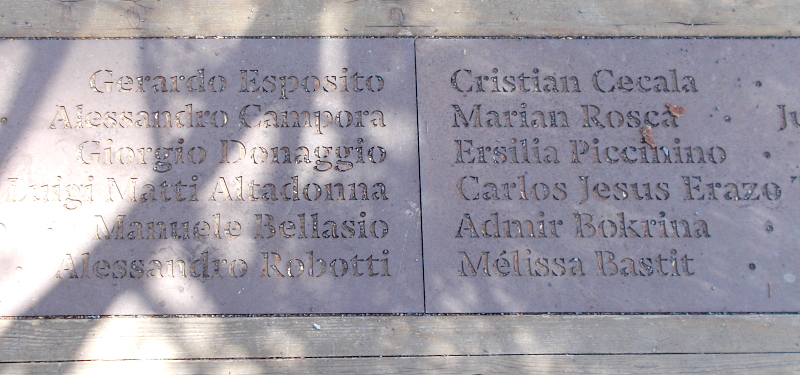 Gerardo Esposito
Alessandro Campora
Giorgio Donaggio
Luigi Matti Altadonna
Manuele Bellasio
Alessandro Robotti
Cristian Cecala
Marian Rosca • Ju
Ersilia Piccinino •
Carlos Jesus Erazo
Admir Bokrina •
Mélissa Bastit •